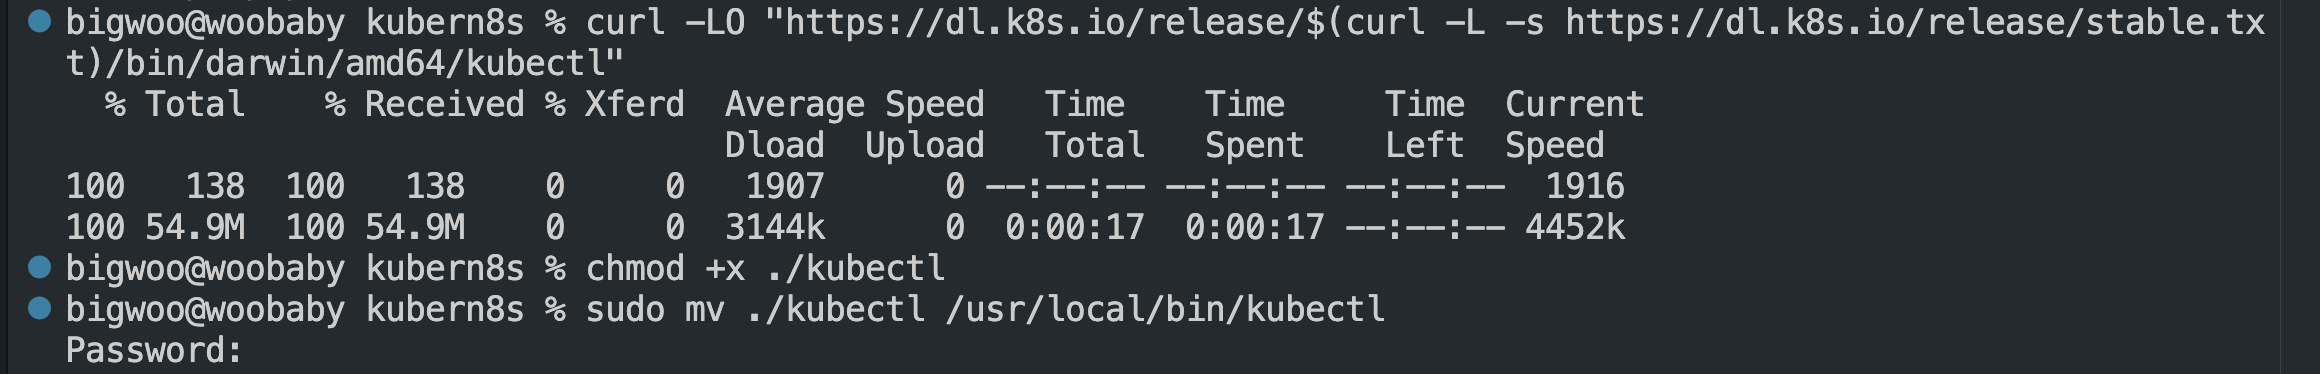 bigwoo@woobaby kubern8s % curl -LO "https://dl.k8s.io/release/$(curl -L -s https://dl.k8s.io/release/stable.tx
t)/bin/darwin/amd64/kubectl"
  % Total    % Received % Xferd  Average Speed   Time    Time     Time  Current
                                 Dload  Upload   Total   Spent    Left  Speed
100   138  100   138    0     0   1907      0 --:--:-- --:--:-- --:--:--  1916
100 54.9M  100 54.9M    0     0  3144k      0  0:00:17  0:00:17 --:--:-- 4452k
bigwoo@woobaby kubern8s % chmod +x ./kubectl
bigwoo@woobaby kubern8s % sudo mv ./kubectl /usr/local/bin/kubectl
Password: